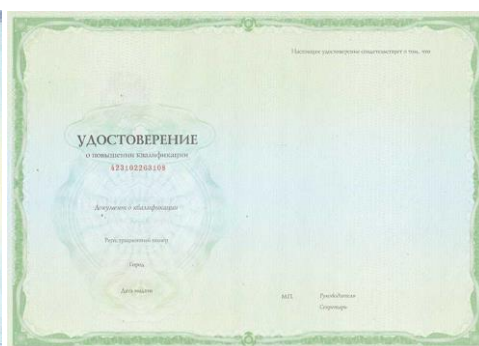 Настоящее удостоверение свидетельствует о том, что
УДОСТОВЕРЕНИЕ
о повышении квалификации
423102263108
Документ о квалификации
Регистрационный номер
Город
Дата выдачи
М.П.
Руководитель
Секретарь